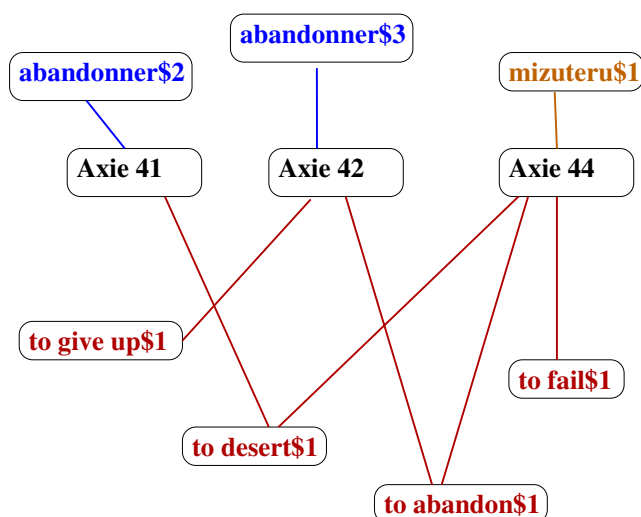 abandonner$3
abandonner$2
mizuteru$1
Axie 41
Axie 42
Axie 44
to give up$1
to fail$1
to desert$1
to abandon$1